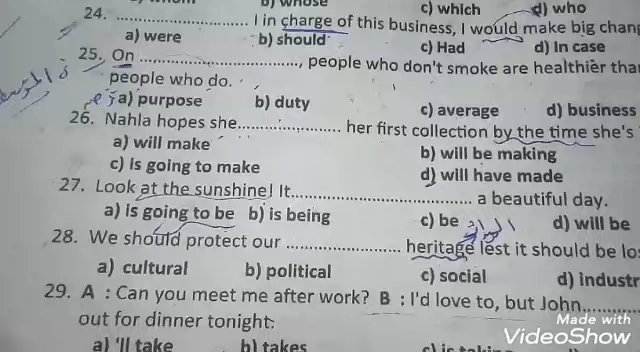 b) whose c) which d) who
24. .................... I in charge of this business, I would make big
a) were b) should c) Had d) In case
25. On ............................., people who don't smoke are healthier
people who do.
a) purpose b) duty c) average d) business
26. Nahla hopes she.................... her first collection by the time she's
a) will make b) will be making
c) is going to make d) will have made
27. Look at the sunshine! It................................... a beautiful day.
a) is going to be b) is being c) be d) will be
28. We should protect our ...................... heritage lest it should be
a) cultural b) political c) social
29. A : Can you meet me after work? B : I'd love to, but John..........
out for dinner tonight:
a) 'll take b) takes
Made with
VideoShow